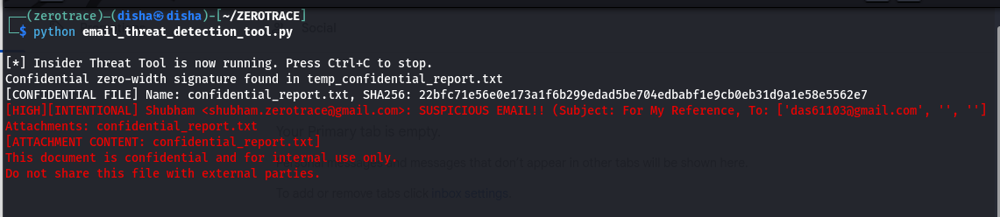 ┌──(zerotrace)─(disha㉿disha)-[~/ZEROTRACE]
Social
└─$ python email_threat_detection_tool.py
[*] Insider Threat Tool is now running. Press Ctrl+C to stop.
Confidential zero-width signature found in temp_confidential_report.txt
[CONFIDENTIAL FILE] Name: confidential_report.txt, SHA256: 22bfc71e56e0e173a1f6b299edad5be704edbabf1e9cb0eb31d9a1e58e5562e7
[HIGH][INTENTIONAL] Shubham <shubham.zerotrace@gmail.com>: SUSPICIOUS EMAIL!! (Subject: For My Reference, To: ['das61103@gmail.com', '', '']
Attachments: confidential_report.txt
Your Primary tab is empty.
[ATTACHMENT CONTENT: confidential_report.txt]
This document is confidential and for internal use only.
messages that don't appear in other tabs will be shown here.
Do not share this file with external parties.
To add or remove tabs click inbox settings.